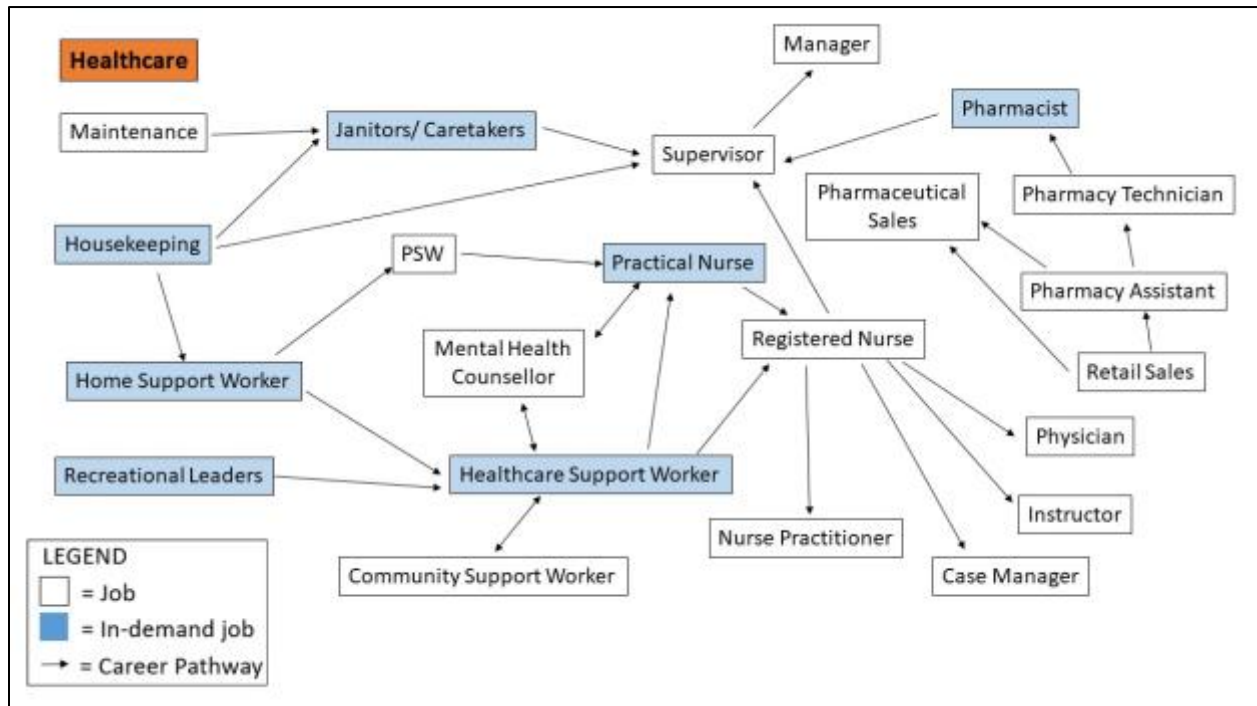 Healthcare
Manager
Maintenance
Janitors/ Caretakers
Pharmacist
Supervisor
Pharmaceutical
Sales
Pharmacy Technician
Housekeeping
PSW
Practical Nurse
Pharmacy Assistant
Mental Health
Counsellor
Registered Nurse
Home Support Worker
Retail Sales
Physician
Recreational Leaders
Healthcare Support Worker
Instructor
Nurse Practitioner
Community Support Worker
Case Manager
LEGEND
= Job
= In-demand job
= Career Pathway